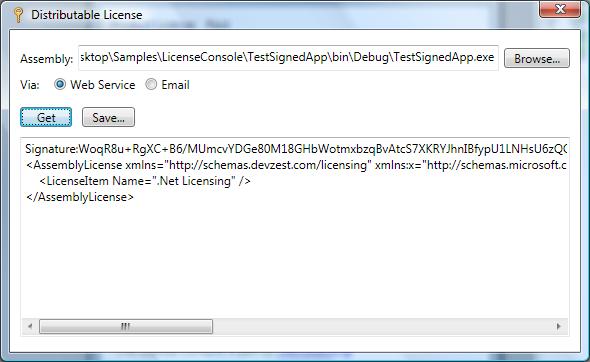 Distributable License
Assembly: sktop\Samples\LicenseConsole\TestSignedApp\bin\Debug\TestSignedApp.exe Browse...
Via: Web Service Email
Get Save...
Signature:WoqR8u+RgXC+B6/MUmcvYDGe80M18GHbWotmxbzqBvAtcS7XKRYJhnIBfypU1LNHsU6zQ
<AssemblyLicense xmlns="http://schemas.devzest.com/licensing" xmlns:x="http://schemas.microsoft.c
<LicenseItem Name=".Net Licensing" />
</AssemblyLicense>